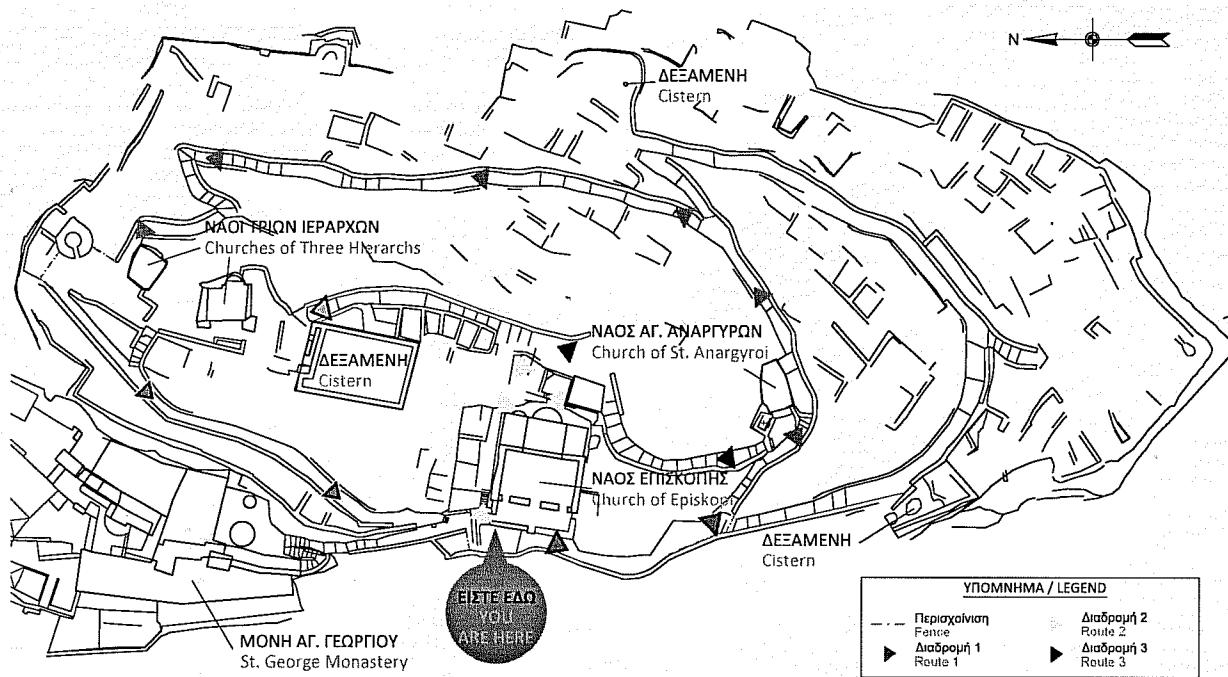 N
ΔΕΞΑΜΕΝΗ
Cistern
ΝΑΟΙ ΤΡΙΩΝ ΙΕΡΑΡΧΩΝ
Churches of Three Hierarchs
ΝΑΟΣ ΑΓ. ΑΝΑΡΓΥΡΩΝ
Church of St. Anargyroi
ΔΕΞΑΜΕΝΗ
Cistern
ΝΑΟΣ ΕΠΙΣΚΟΠΗΣ
Church of Episkopi
ΔΕΞΑΜΕΝΗ
Cistern
ΕΙΣΤΕ ΕΔΩ
YOU
ARE HERE
ΜΟΝΗ ΑΓ. ΓΕΩΡΓΙΟΥ
St. George Monastery
ΥΠΟΜΝΗΜΑ / LEGEND
Περισχοίνιση
Fence
Διαδρομή 1
Route 1
Διαδρομή 2
Route 2
Διαδρομή 3
Route 3